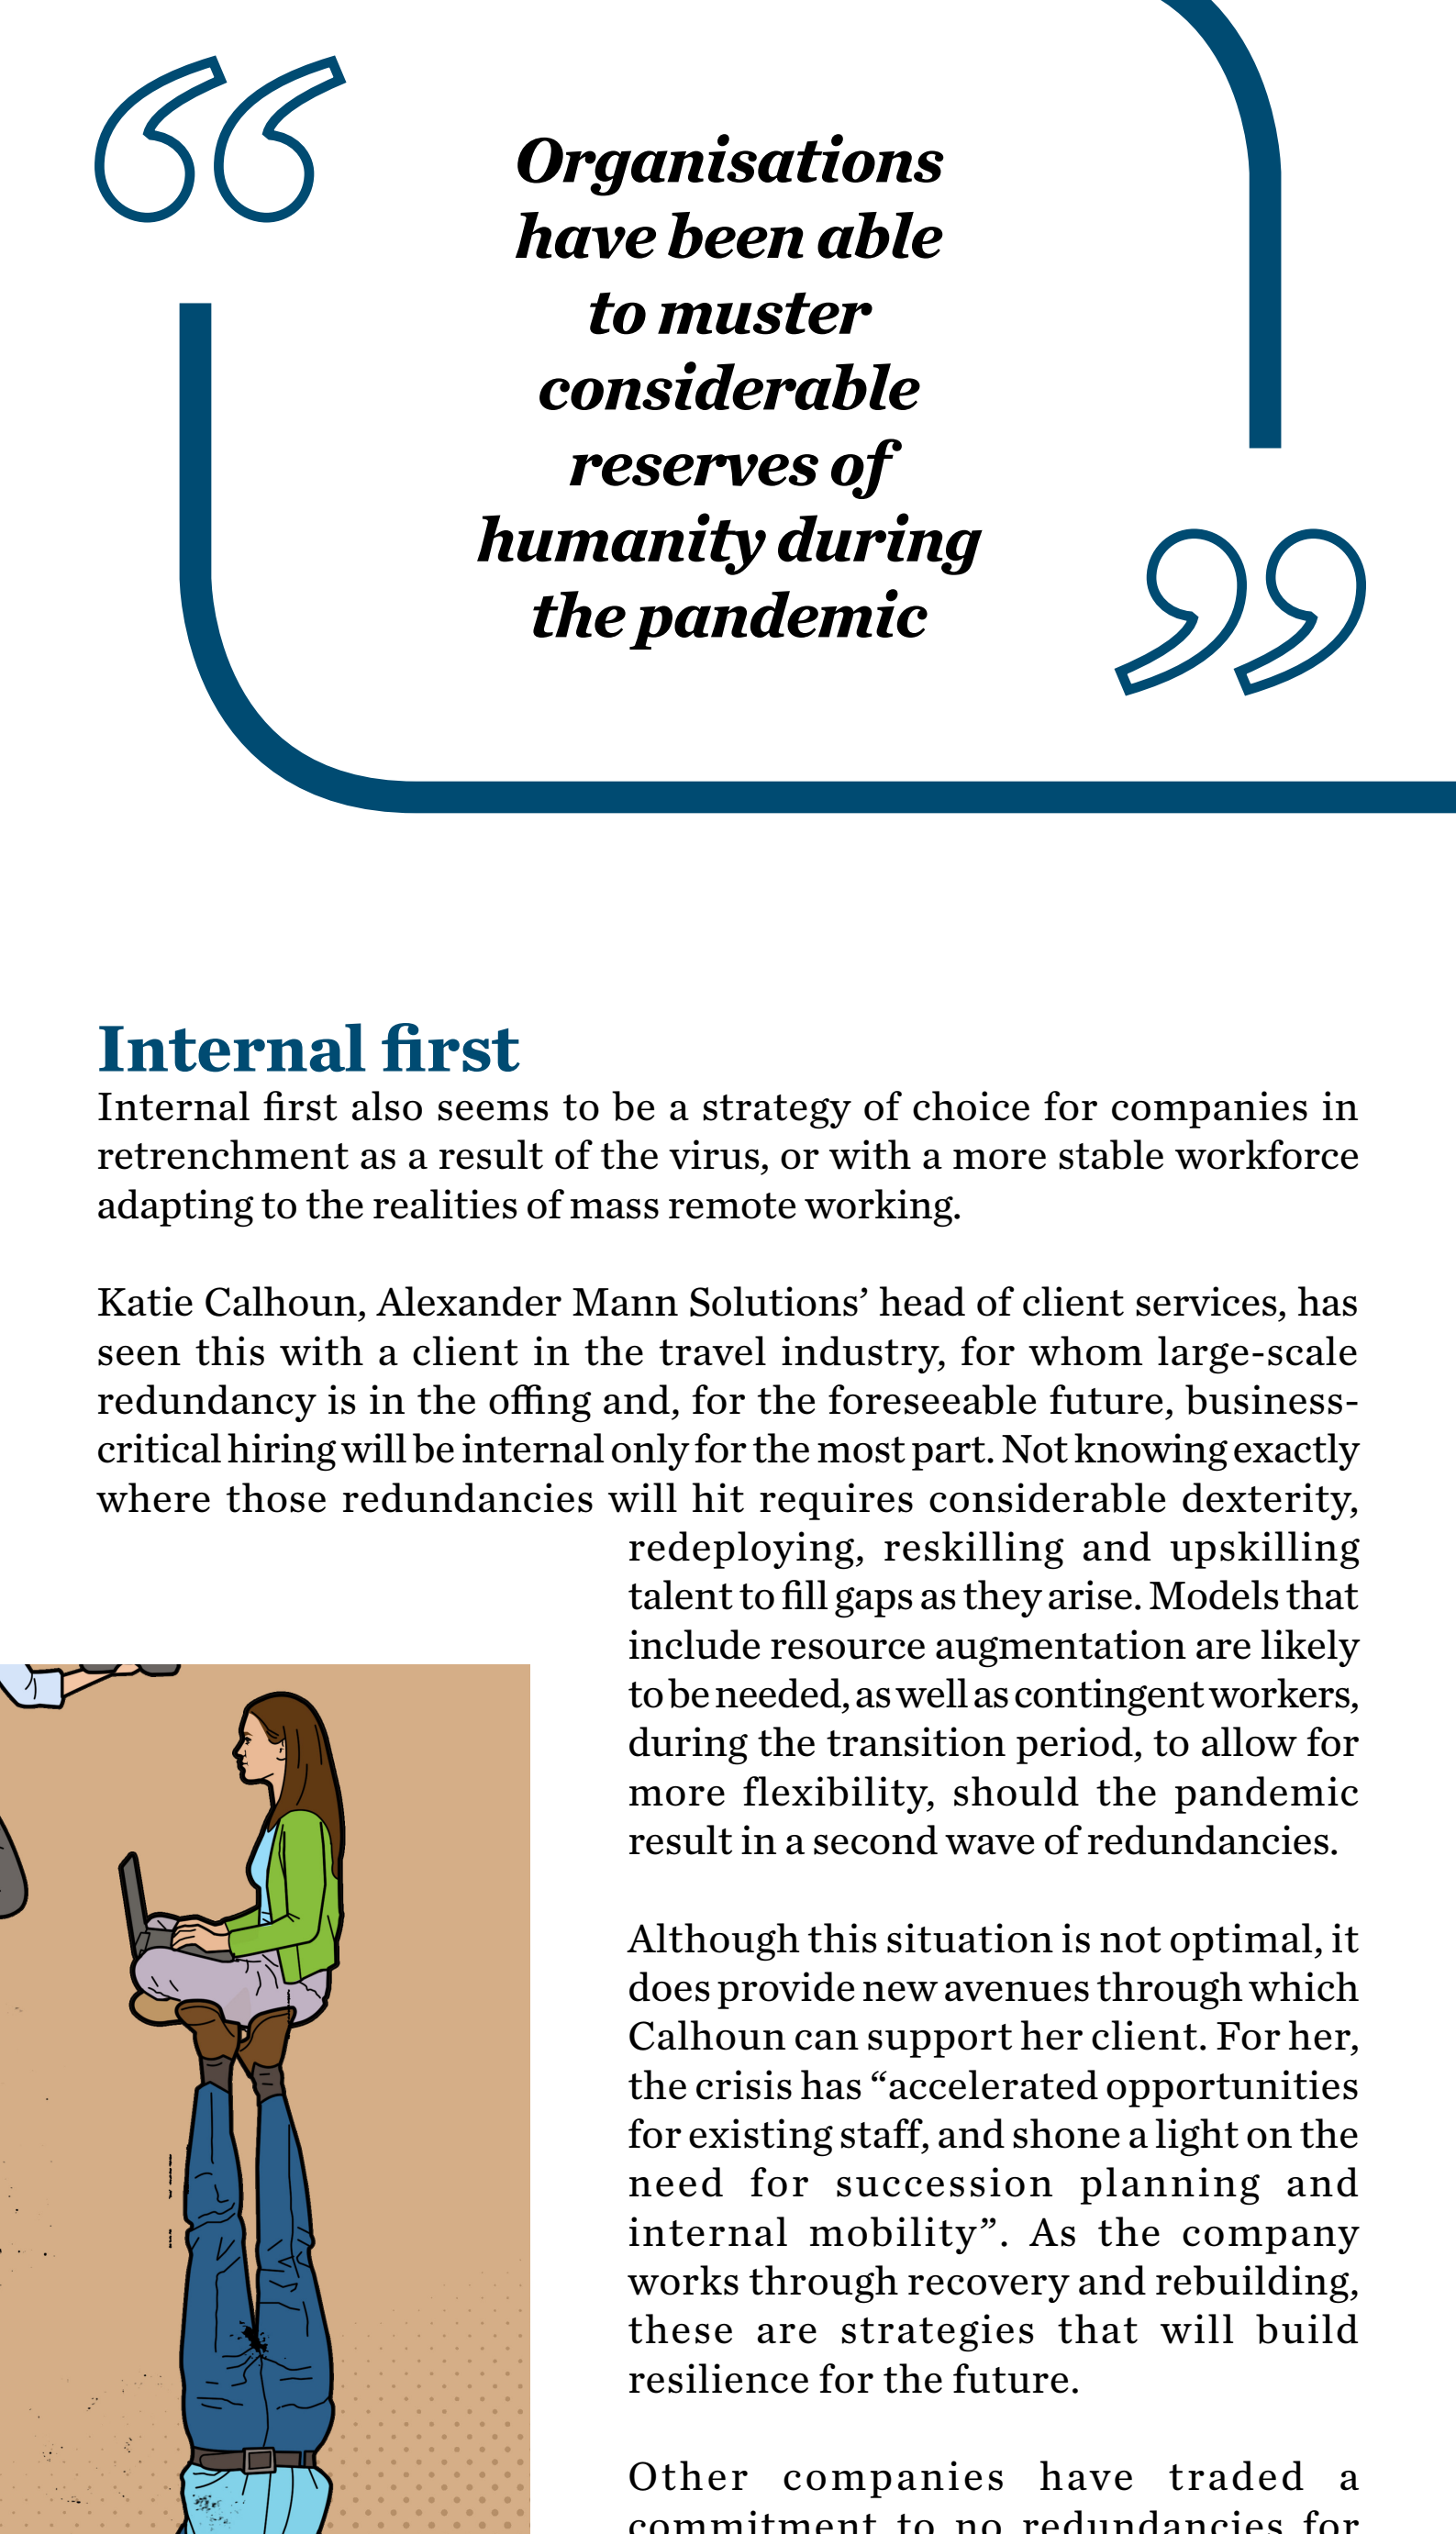 “
Organisations
have been able
to muster
considerable
reserves of
humanity during
the pandemic
”
Internal first
Internal first also seems to be a strategy of choice for companies in
retrenchment as a result of the virus, or with a more stable workforce
adapting to the realities of mass remote working.
Katie Calhoun, Alexander Mann Solutions’ head of client services, has
seen this with a client in the travel industry, for whom large-scale
redundancy is in the offing and, for the foreseeable future, business-
critical hiring will be internal only for the most part. Not knowing exactly
where those redundancies will hit requires considerable dexterity,
redeploying, reskilling and upskilling
talent to fill gaps as they arise. Models that
include resource augmentation are likely
to be needed, as well as contingent workers,
during the transition period, to allow for
more flexibility, should the pandemic
result in a second wave of redundancies.
Although this situation is not optimal, it
does provide new avenues through which
Calhoun can support her client. For her,
the crisis has “accelerated opportunities
for existing staff, and shone a light on the
need for succession planning and
internal mobility”. As the company
works through recovery and rebuilding,
these are strategies that will build
resilience for the future.
Other companies have traded a
commitment to no redundancies for